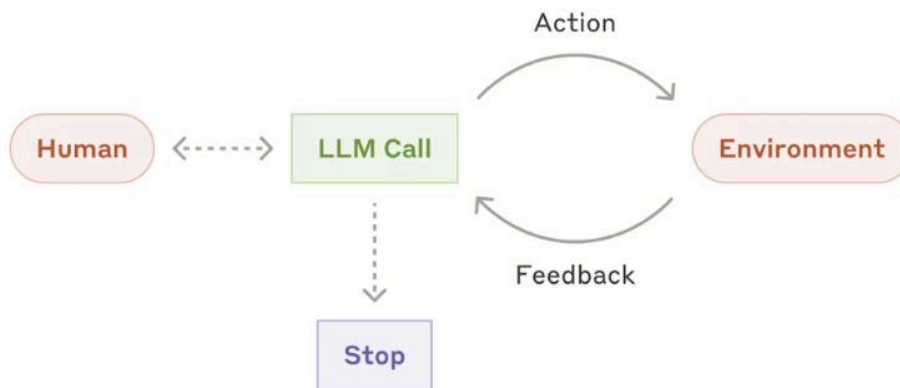 Action
Human
LLM Call
Environment
Feedback
Stop